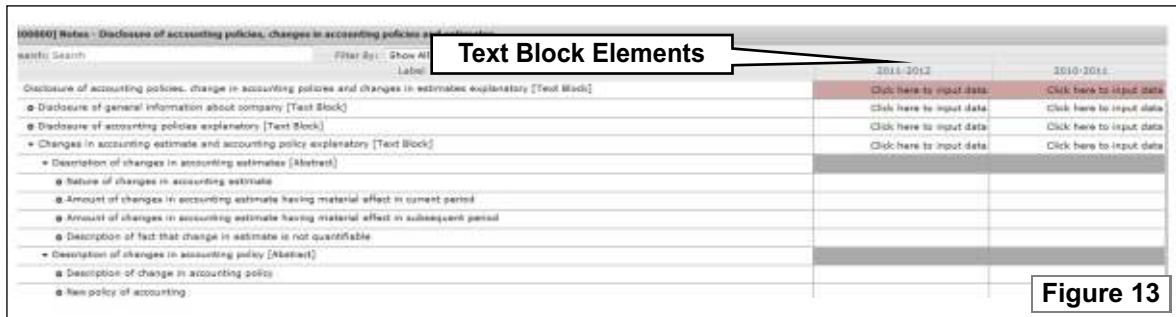 [300600] Notes - Disclosure of accounting policies, changes in accounting policies and estimates
Search: Search Filter By: Show All
Text Block Elements
Label 2011-2012 2010-2011
Disclosure of accounting policies, change in accounting policies and changes in estimates explanatory [Text Block] Click here to input data Click here to input data
Disclosure of general information about company [Text Block] Click here to input data Click here to input data
Disclosure of accounting policies explanatory [Text Block] Click here to input data Click here to input data
Changes in accounting estimate and accounting policy explanatory [Text Block] Click here to input data Click here to input data
Description of changes in accounting estimates [Abstract]
Nature of changes in accounting estimate
Amount of changes in accounting estimate having material effect in current period
Amount of changes in accounting estimate having material effect in subsequent period
Description of fact that change in estimate is not quantifiable
Description of changes in accounting policy [Abstract]
Description of change in accounting policy
New policy of accounting
Figure 13